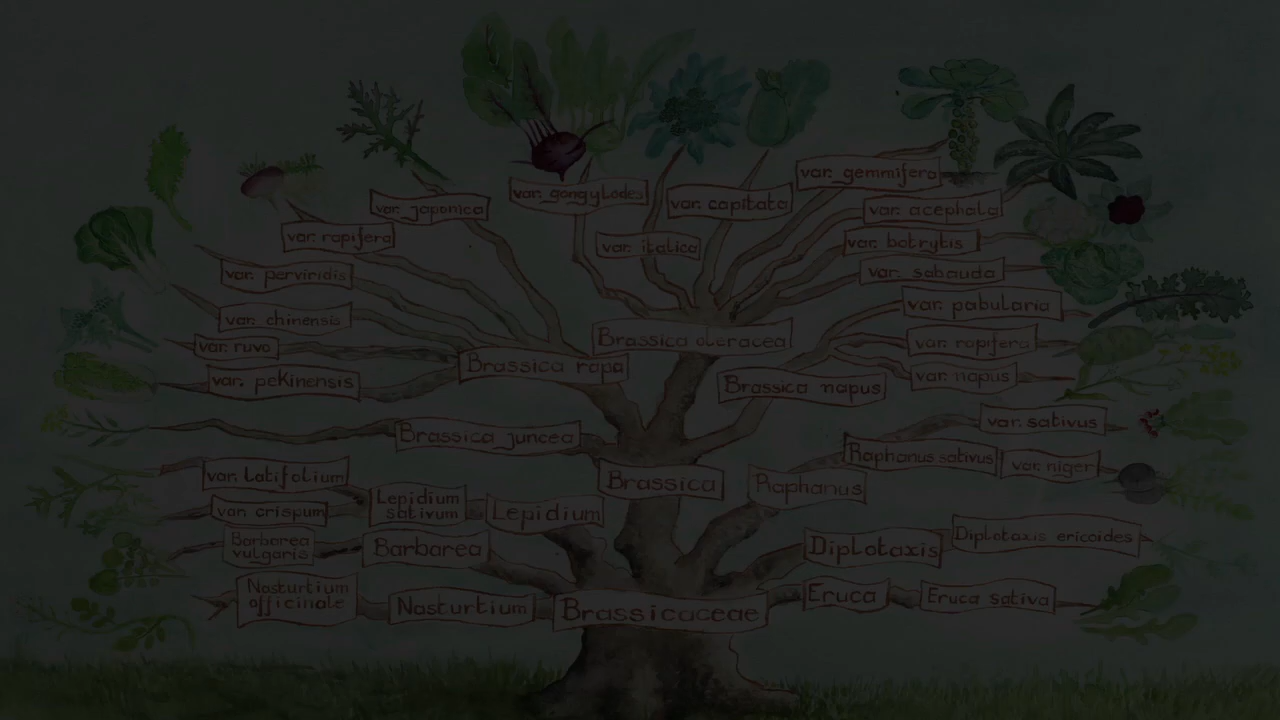 var. gemmifera
var. gongylodes
var. capitata
var. japonica
var. acephala
var. rapifera
var. italica
var. botrytis
var. perviridis
var. sabauda
var. pabularia
var. chinensis
Brassica oleracea
var. rapifera
var. ruvo
Brassica rapa
var. napus
var. pekinensis
Brassica napus
var. sativus
Brassica juncea
Raphanus sativus
var. niger
var. latifolium
Brassica
Raphanus
Lepidium
sativum
var. crispum
Lepidium
Diplotaxis ericoides
Barbarea
vulgaris
Barbarea
Diplotaxis
Nasturtium
officinale
Nasturtium
Brassicaceae
Eruca
Eruca sativa